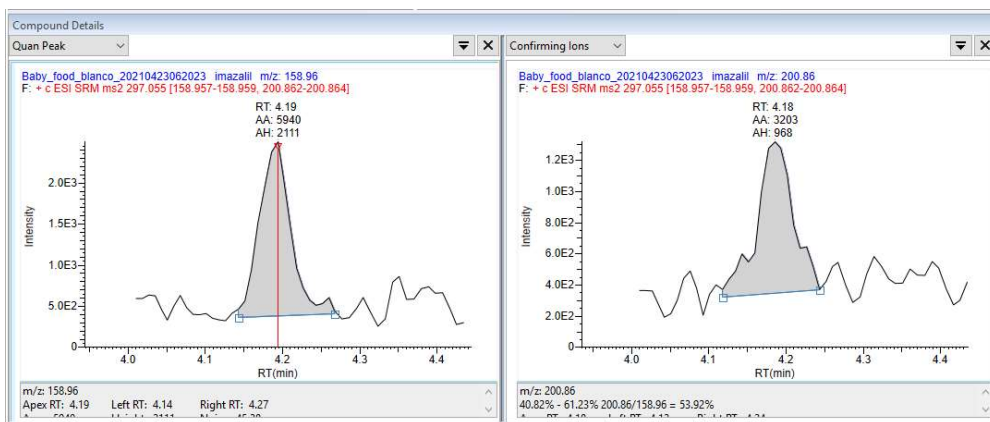 Compound Details
Quan Peak
Baby_food_blanco_20210423062023 imazalil m/z: 158.96
F: + c ESI SRM ms2 297.055 [158.957-158.959, 200.862-200.864]
RT: 4.19
AA: 5940
AH: 2111
2.0E3
1.5E3
1.0E3
5.0E2
0
Intensity
4.0 4.1 4.2 4.3 4.4
RT(min)
m/z: 158.96
Apex RT: 4.19 Left RT: 4.14 Right RT: 4.27
Confirming Ions
Baby_food_blanco_20210423062023 imazalil m/z: 200.86
F: + c ESI SRM ms2 297.055 [158.957-158.959, 200.862-200.864]
RT: 4.18
AA: 3203
AH: 968
1.2E3
1.0E3
8.0E2
6.0E2
4.0E2
2.0E2
0
Intensity
4.0 4.1 4.2 4.3 4.4
RT(min)
m/z: 200.86
40.82% - 61.23% 200.86/158.96 = 53.92%